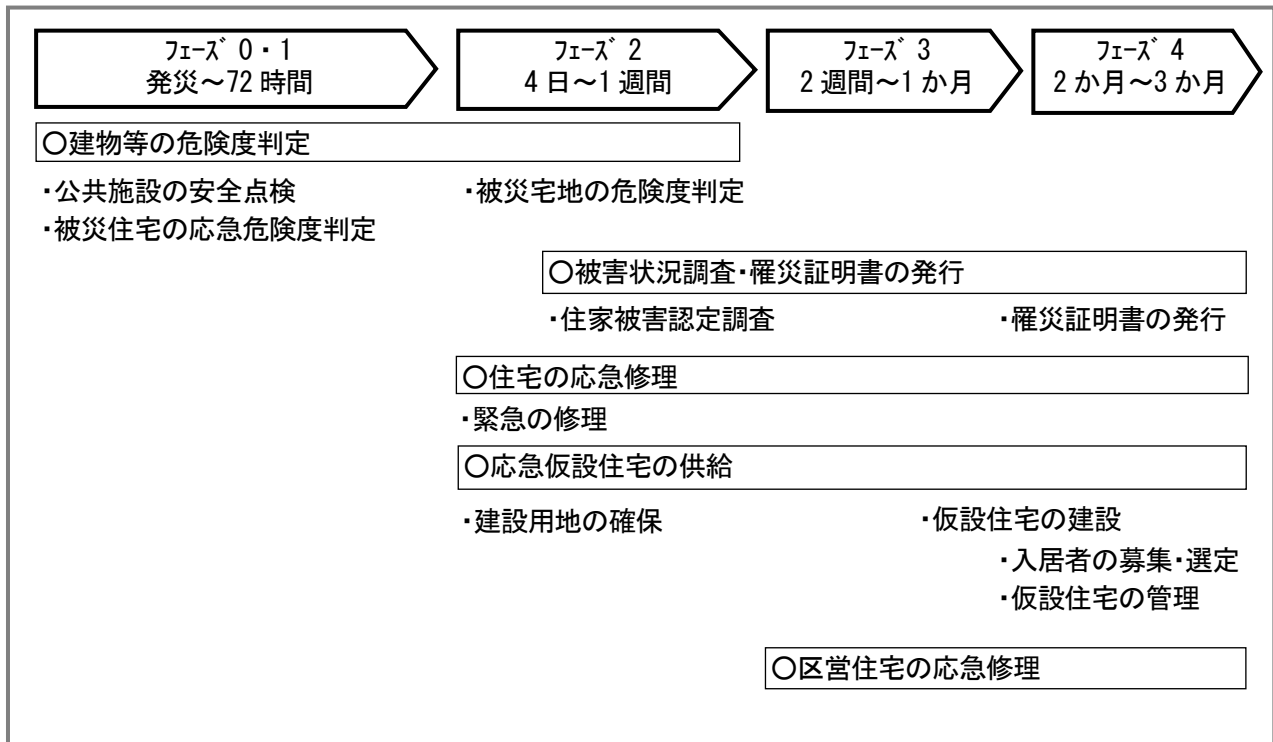 ﾌｪｰｽﾞ 0・1
発災～72 時間
ﾌｪｰｽﾞ 2
4 日～1 週間
ﾌｪｰｽﾞ 3
2 週間～1 か月
ﾌｪｰｽﾞ 4
2 か月～3 か月
○建物等の危険度判定
・公共施設の安全点検
・被災宅地の危険度判定
・被災住宅の応急危険度判定
○被害状況調査・罹災証明書の発行
・住家被害認定調査
・罹災証明書の発行
○住宅の応急修理
・緊急の修理
○応急仮設住宅の供給
・建設用地の確保
・仮設住宅の建設
・入居者の募集・選定
・仮設住宅の管理
○区営住宅の応急修理